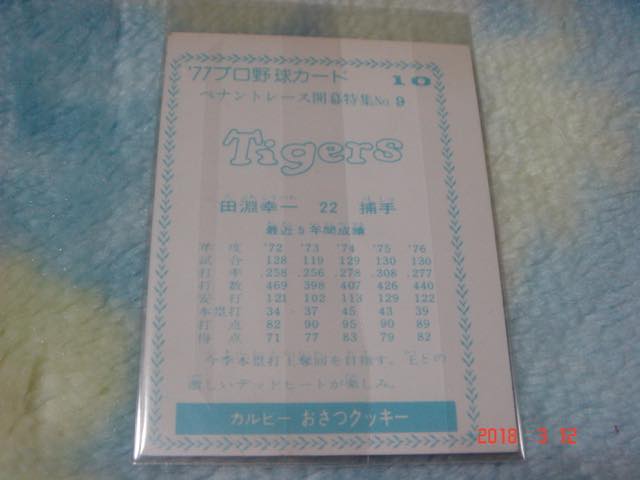 '77プロ野球カード 10
ペナントレース開幕特集No.9
Tigers
田淵幸一 22 捕手
最近5年間成績
年度 '72 '73 '74 '75 '76
試合 128 119 129 130 130
打率 .258 .256 .278 .308 .277
打数 469 398 407 426 440
安打 121 102 113 129 122
本塁打 34 37 45 43 39
打点 82 90 95 90 89
得点 71 77 83 79 82
今季本塁打王奪回を目指す。王との
激しいデッドヒートが楽しみ。
カルビー おさつクッキー
2018 3 12